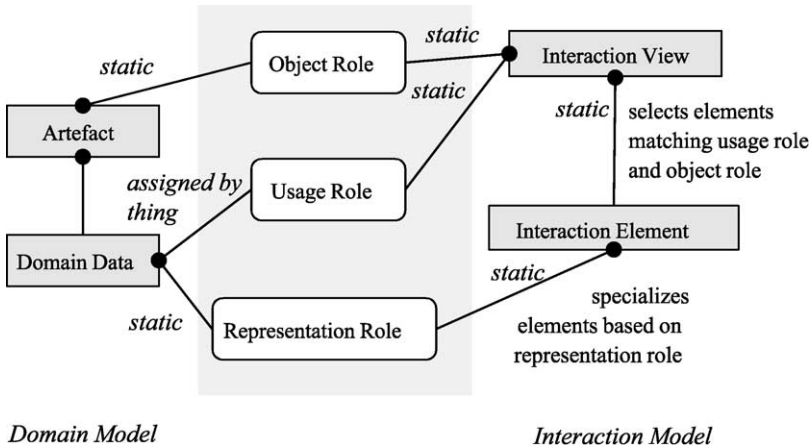 static
Object Role
static
Interaction View
static
Artefact
static
selects elements
matching usage role
and object role
assigned by
thing
Usage Role
Domain Data
Interaction Element
static
static
Representation Role
specializes
elements based on
representation role
Domain Model
Interaction Model